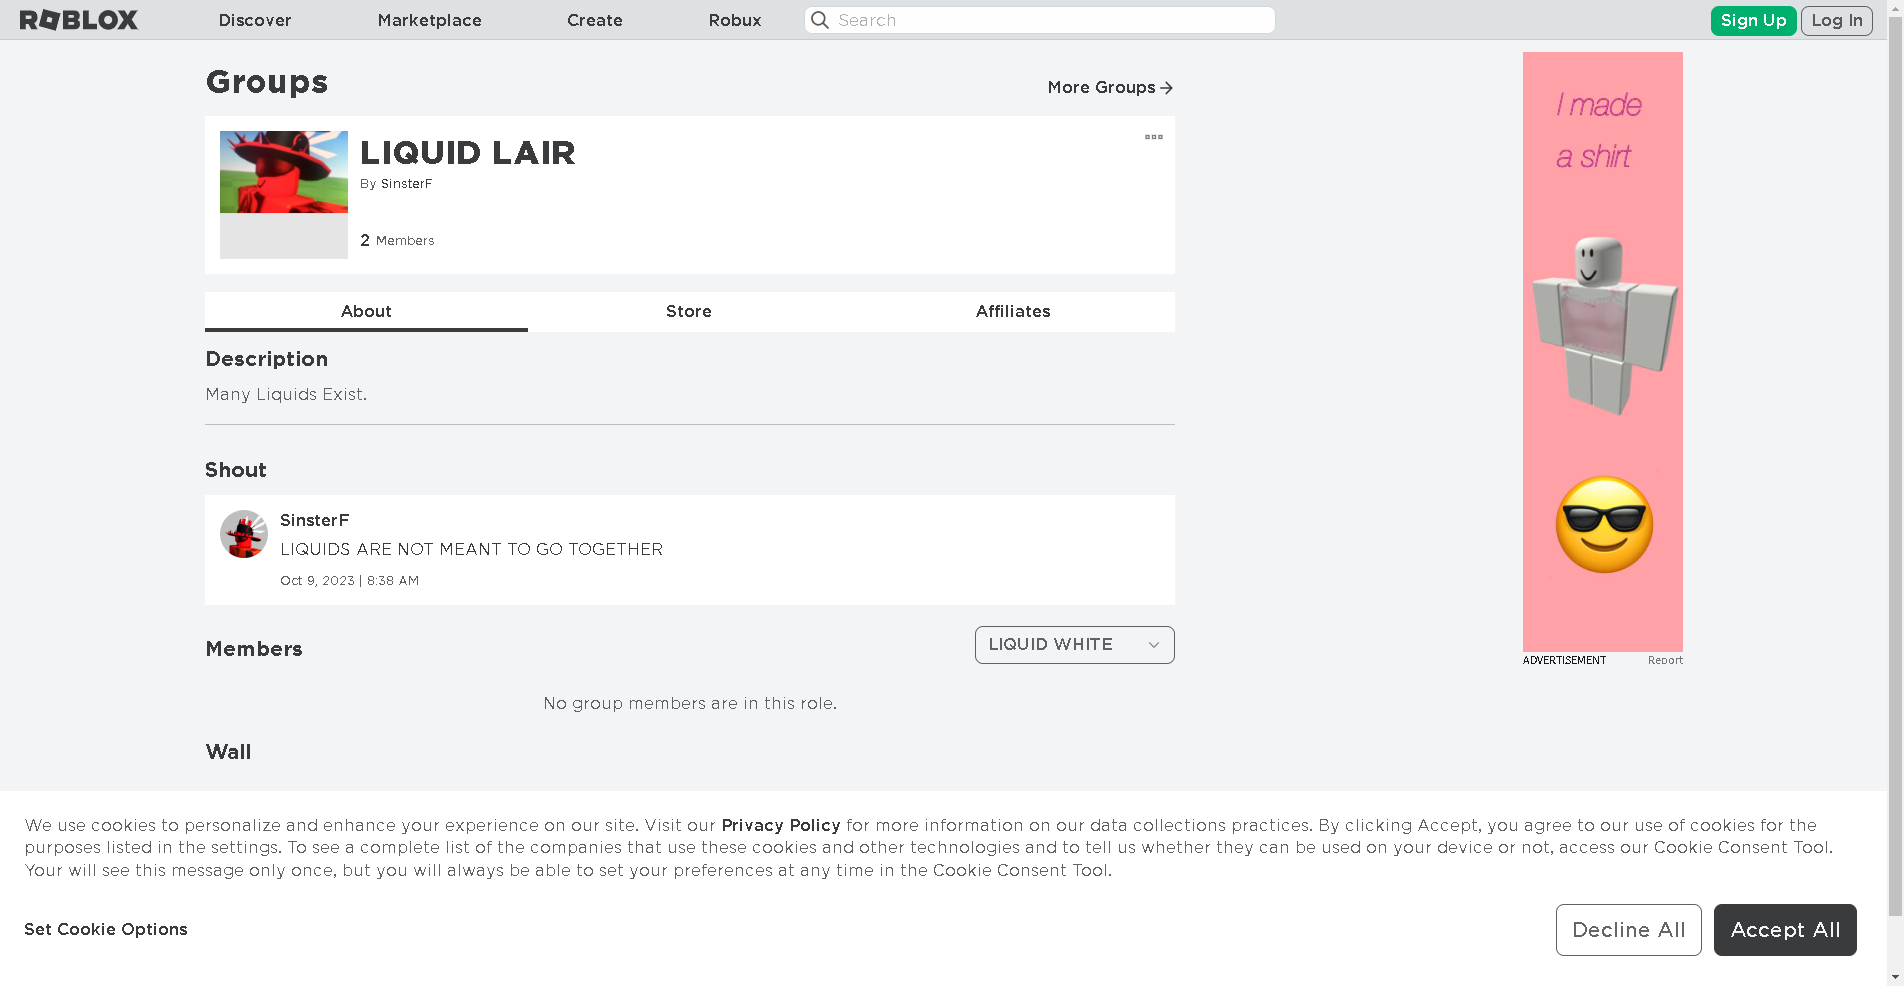 ROBLOX
Discover
Marketplace
Create
Robux
Search
Sign Up
Log In
Groups
More Groups
LIQUID LAIR
By SinsterF
2 Members
About
Store
Affiliates
Description
Many Liquids Exist.
Shout
SinsterF
LIQUIDS ARE NOT MEANT TO GO TOGETHER
Oct 9, 2023 | 8:38 AM
Members
LIQUID WHITE
No group members are in this role.
Wall
I made
a shirt
ADVERTISEMENT
Report
We use cookies to personalize and enhance your experience on our site. Visit our Privacy Policy for more information on our data collections practices. By clicking Accept, you agree to our use of cookies for the
purposes listed in the settings. To see a complete list of the companies that use these cookies and other technologies and to tell us whether they can be used on your device or not, access our Cookie Consent Tool.
Your will see this message only once, but you will always be able to set your preferences at any time in the Cookie Consent Tool.
Set Cookie Options
Decline All
Accept All